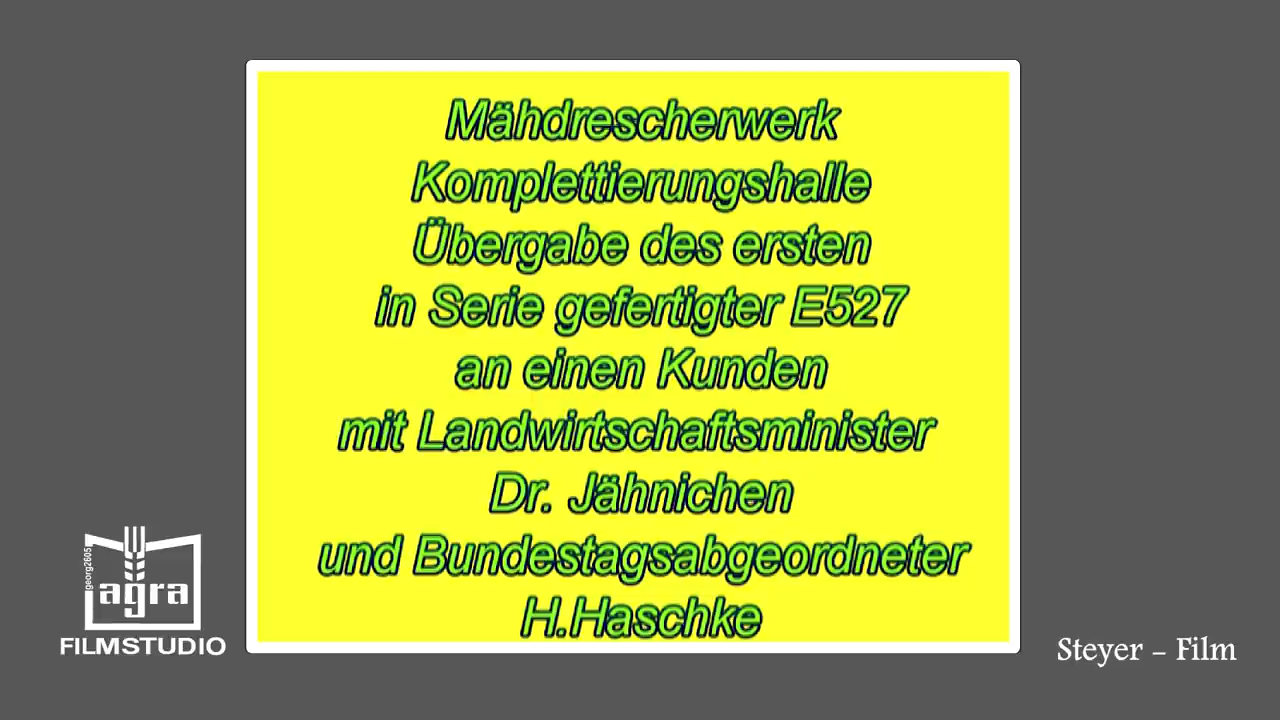 Mähdrescherwerk
Komplettierungshalle
Übergabe des ersten
in Serie gefertigter E527
an einen Kunden
mit Landwirtschaftsminister
Dr. Jähnichen
und Bundestagsabgeordneter
H.Haschke
georg2605
agra
FILMSTUDIO
Steyer – Film